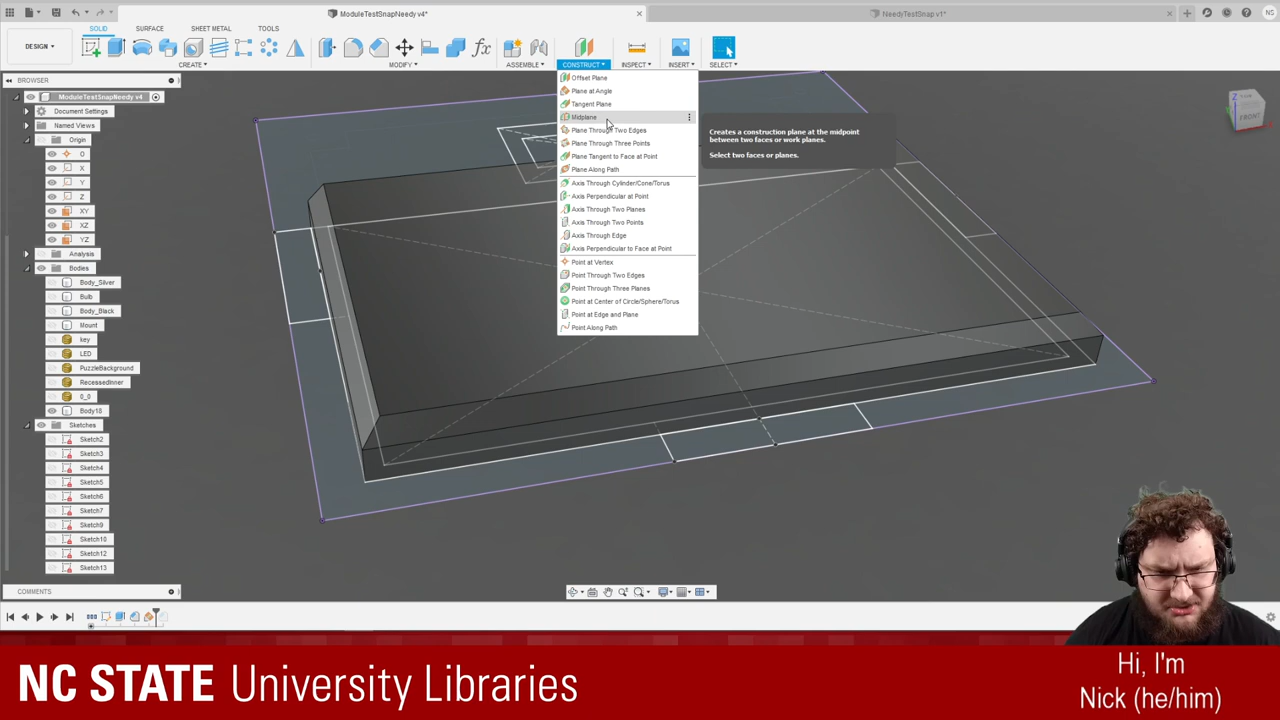 ModuleTestSnapNeedy v4*
NeedyTestSnap v1*
NS
DESIGN
SOLID
SURFACE
SHEET METAL
TOOLS
CREATE
MODIFY
ASSEMBLE
CONSTRUCT
INSPECT
INSERT
SELECT
BROWSER
ModuleTestSnapNeedy v4
Document Settings
Named Views
Origin
O
X
Y
Z
XY
XZ
YZ
Analysis
Bodies
Body_Silver
Bulb
Body_Black
Mount
key
LED
PuzzleBackground
RecessedInner
0_0
Body18
Sketches
Sketch2
Sketch3
Sketch4
Sketch5
Sketch6
Sketch7
Sketch9
Sketch10
Sketch12
Sketch13
Offset Plane
Plane at Angle
Tangent Plane
Midplane
Plane Through Two Edges
Plane Through Three Points
Plane Tangent to Face at Point
Plane Along Path
Axis Through Cylinder/Cone/Torus
Axis Perpendicular at Point
Axis Through Two Planes
Axis Through Two Points
Axis Through Edge
Axis Perpendicular to Face at Point
Point at Vertex
Point Through Two Edges
Point Through Three Planes
Point at Center of Circle/Sphere/Torus
Point at Edge and Plane
Point Along Path
Creates a construction plane at the midpoint
between two faces or work planes.
Select two faces or planes.
Z
FRONT
COMMENTS
NC STATE University Libraries
Hi, I'm
Nick (he/him)